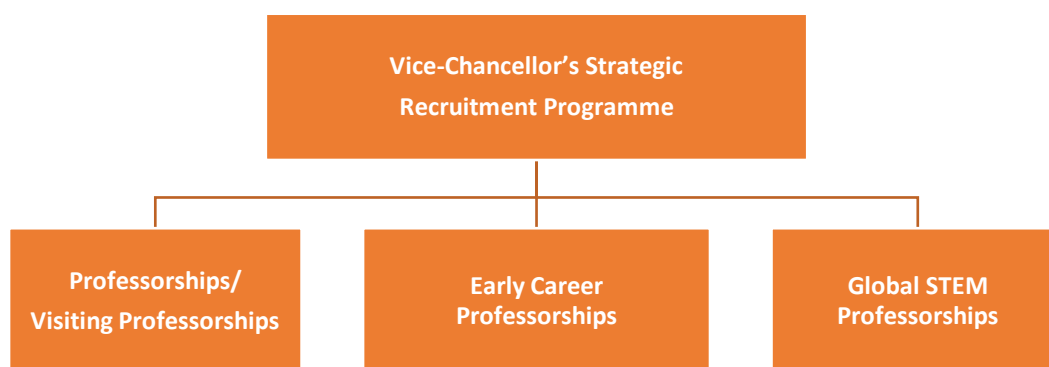 Vice-Chancellor’s Strategic
Recruitment Programme
Professorships/
Visiting Professorships
Early Career
Professorships
Global STEM
Professorships